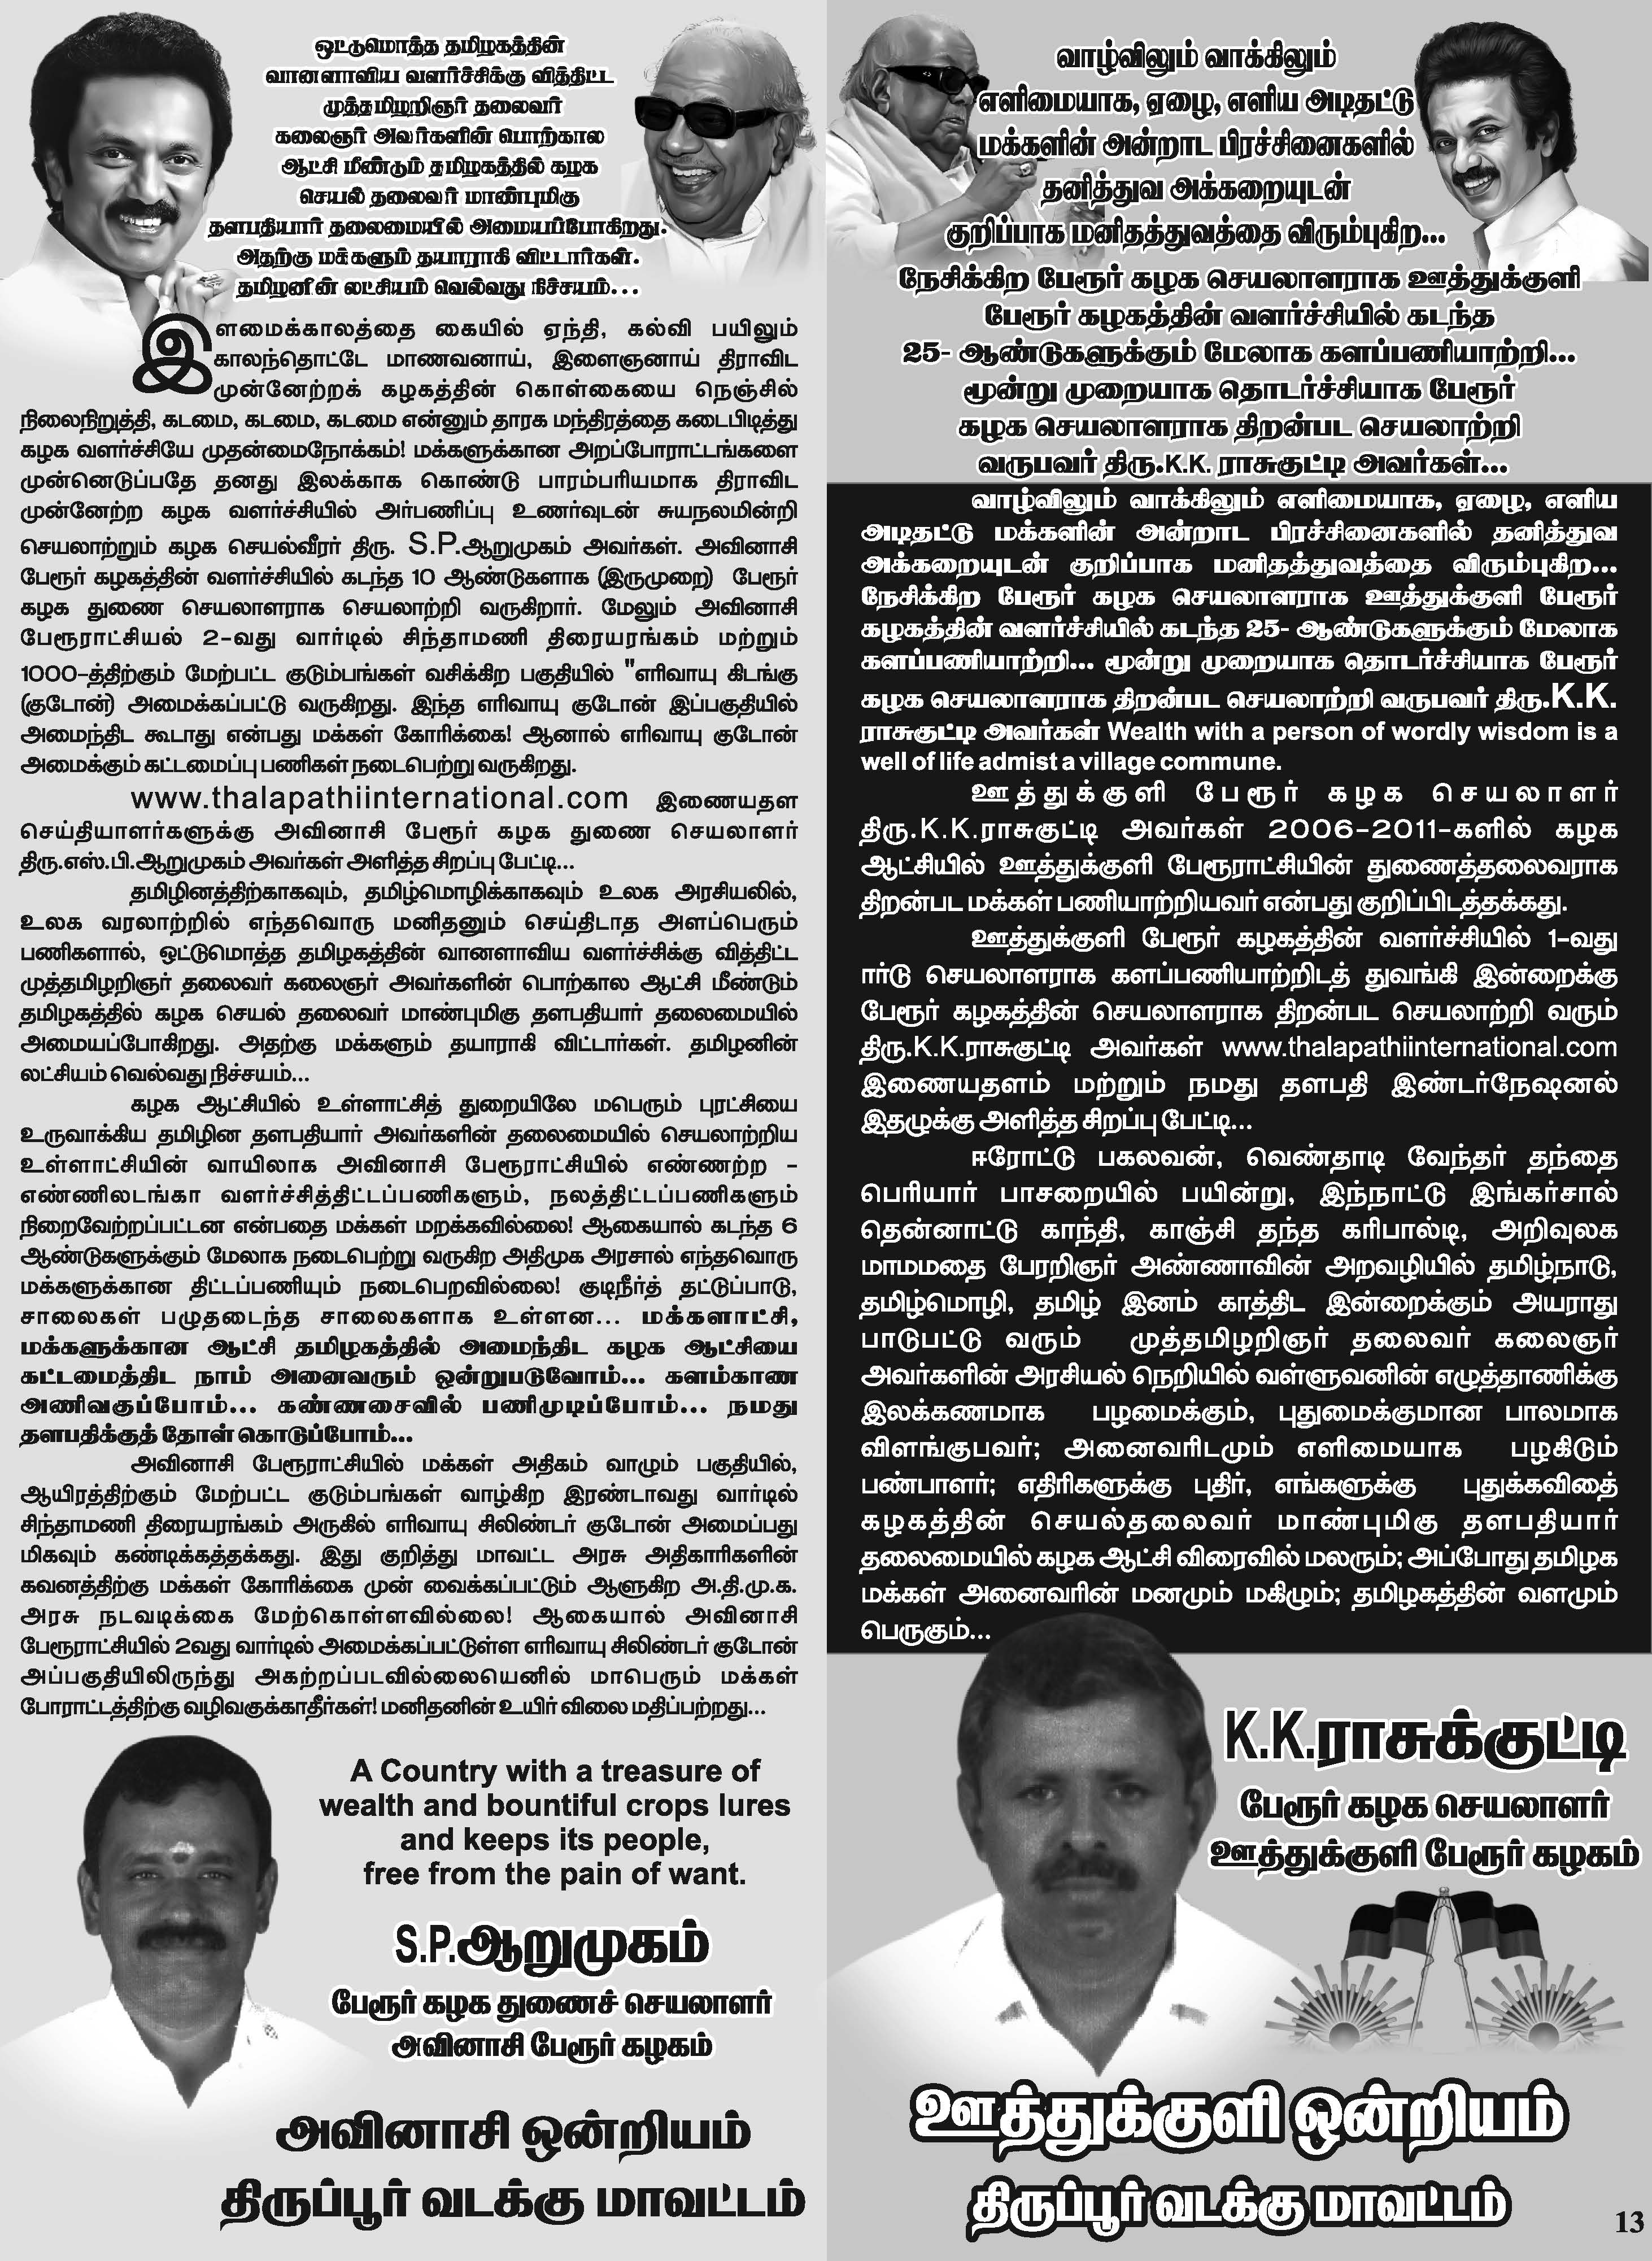 ஒட்டுமொத்த தமிழகத்தின்
வானளாவிய வளர்ச்சிக்கு வித்திட்ட
முத்தமிழறிஞர் தலைவர்
கலைஞர் அவர்களின் பொற்கால
ஆட்சி மீண்டும் தமிழகத்தில் கழக
செயல் தலைவர் மாண்புமிகு
தளபதியார் தலைமையில் அமையப்போகிறது.
அதற்கு மக்களும் தயாராகி விட்டார்கள்.
தமிழனின் லட்சியம் வெல்வது நிச்சயம்...
இளமைக்காலத்தை கையில் ஏந்தி, கல்வி பயிலும்
காலந்தொட்டே மாணவனாய், இளைஞனாய் திராவிட
முன்னேற்றக் கழகத்தின் கொள்கையை நெஞ்சில்
நிலைநிறுத்தி, கடமை, கடமை, கடமை என்னும் தாரக மந்திரத்தை கடைபிடித்து
கழக வளர்ச்சியே முதன்மைநோக்கம்! மக்களுக்கான அறப்போராட்டங்களை
முன்னெடுப்பதே தனது இலக்காக கொண்டு பாரம்பரியமாக திராவிட
முன்னேற்ற கழக வளர்ச்சியில் அர்பணிப்பு உணர்வுடன் சுயநலமின்றி
செயலாற்றும் கழக செயல்வீரர் திரு. S.P.ஆறுமுகம் அவர்கள். அவினாசி
பேரூர் கழகத்தின் வளர்ச்சியில் கடந்த 10 ஆண்டுகளாக (இருமுறை) பேரூர்
கழக துணை செயலாளராக செயலாற்றி வருகிறார். மேலும் அவினாசி
பேரூராட்சியல் 2-வது வார்டில் சிந்தாமணி திரையரங்கம் மற்றும்
1000-த்திற்கும் மேற்பட்ட குடும்பங்கள் வசிக்கிற பகுதியில் "எரிவாயு கிடங்கு
(குடோன்) அமைக்கப்பட்டு வருகிறது. இந்த எரிவாயு குடோன் இப்பகுதியில்
அமைந்திட கூடாது என்பது மக்கள் கோரிக்கை! ஆனால் எரிவாயு குடோன்
அமைக்கும் கட்டமைப்பு பணிகள் நடைபெற்று வருகிறது.
www.thalapathiinternational.com இணையதள
செய்தியாளர்களுக்கு அவினாசி பேரூர் கழக துணை செயலாளர்
திரு.எஸ்.பி.ஆறுமுகம் அவர்கள் அளித்த சிறப்பு பேட்டி...
தமிழினத்திற்காகவும், தமிழ்மொழிக்காகவும் உலக அரசியலில்,
உலக வரலாற்றில் எந்தவொரு மனிதனும் செய்திடாத அளப்பெரும்
பணிகளால், ஒட்டுமொத்த தமிழகத்தின் வானளாவிய வளர்ச்சிக்கு வித்திட்ட
முத்தமிழறிஞர் தலைவர் கலைஞர் அவர்களின் பொற்கால ஆட்சி மீண்டும்
தமிழகத்தில் கழக செயல் தலைவர் மாண்புமிகு தளபதியார் தலைமையில்
அமையப்போகிறது. அதற்கு மக்களும் தயாராகி விட்டார்கள். தமிழனின்
லட்சியம் வெல்வது நிச்சயம்...
கழக ஆட்சியில் உள்ளாட்சித் துறையிலே மபெரும் புரட்சியை
உருவாக்கிய தமிழின தளபதியார் அவர்களின் தலைமையில் செயலாற்றிய
உள்ளாட்சியின் வாயிலாக அவினாசி பேரூராட்சியில் எண்ணற்ற -
எண்ணிலடங்கா வளர்ச்சித்திட்டப்பணிகளும், நலத்திட்டப்பணிகளும்
நிறைவேற்றப்பட்டன என்பதை மக்கள் மறக்கவில்லை! ஆகையால் கடந்த 6
ஆண்டுகளுக்கும் மேலாக நடைபெற்று வருகிற அதிமுக அரசால் எந்தவொரு
மக்களுக்கான திட்டப்பணியும் நடைபெறவில்லை! குடிநீர்த் தட்டுப்பாடு,
சாலைகள் பழுதடைந்த சாலைகளாக உள்ளன... மக்களாட்சி,
மக்களுக்கான ஆட்சி தமிழகத்தில் அமைந்திட கழக ஆட்சியை
கட்டமைத்திட நாம் அனைவரும் ஒன்றுபடுவோம்... களம்காண
அணிவகுப்போம்... கண்ணசைவில் பணிமுடிப்போம்... நமது
தளபதிக்குத் தோள் கொடுப்போம்...
அவினாசி பேரூராட்சியில் மக்கள் அதிகம் வாழும் பகுதியில்,
ஆயிரத்திற்கும் மேற்பட்ட குடும்பங்கள் வாழ்கிற இரண்டாவது வார்டில்
சிந்தாமணி திரையரங்கம் அருகில் எரிவாயு சிலிண்டர் குடோன் அமைப்பது
மிகவும் கண்டிக்கத்தக்கது. இது குறித்து மாவட்ட அரசு அதிகாரிகளின்
கவனத்திற்கு மக்கள் கோரிக்கை முன் வைக்கப்பட்டும் ஆளுகிற அ.தி.மு.க.
அரசு நடவடிக்கை மேற்கொள்ளவில்லை! ஆகையால் அவினாசி
பேரூராட்சியில் 2வது வார்டில் அமைக்கப்பட்டுள்ள எரிவாயு சிலிண்டர் குடோன்
அப்பகுதியிலிருந்து அகற்றப்படவில்லையெனில் மாபெரும் மக்கள்
போராட்டத்திற்கு வழிவகுக்காதீர்கள்! மனிதனின் உயிர் விலை மதிப்பற்றது...
A Country with a treasure of
wealth and bountiful crops lures
and keeps its people,
free from the pain of want.
S.P.ஆறுமுகம்
பேரூர் கழக துணைச் செயலாளர்
அவினாசி பேரூர் கழகம்
அவினாசி ஒன்றியம்
திருப்பூர் வடக்கு மாவட்டம்
வாழ்விலும் வாக்கிலும்
எளிமையாக, ஏழை, எளிய அடிதட்டு
மக்களின் அன்றாட பிரச்சினைகளில்
தனித்துவ அக்கறையுடன்
குறிப்பாக மனிதத்துவத்தை விரும்புகிற...
நேசிக்கிற பேரூர் கழக செயலாளராக ஊத்துக்குளி
பேரூர் கழகத்தின் வளர்ச்சியில் கடந்த
25- ஆண்டுகளுக்கும் மேலாக களப்பணியாற்றி...
மூன்று முறையாக தொடர்ச்சியாக பேரூர்
கழக செயலாளராக திறன்பட செயலாற்றி
வருபவர் திரு.K.K. ராசுகுட்டி அவர்கள்...
வாழ்விலும் வாக்கிலும் எளிமையாக, ஏழை, எளிய
அடிதட்டு மக்களின் அன்றாட பிரச்சினைகளில் தனித்துவ
அக்கறையுடன் குறிப்பாக மனிதத்துவத்தை விரும்புகிற...
நேசிக்கிற பேரூர் கழக செயலாளராக ஊத்துக்குளி பேரூர்
கழகத்தின் வளர்ச்சியில் கடந்த 25- ஆண்டுகளுக்கும் மேலாக
களப்பணியாற்றி... மூன்று முறையாக தொடர்ச்சியாக பேரூர்
கழக செயலாளராக திறன்பட செயலாற்றி வருபவர் திரு.K.K.
ராசுகுட்டி அவர்கள் Wealth with a person of wordly wisdom is a
well of life admist a village commune.
ஊத்துக்குளி பேரூர் கழக செயலாளர்
திரு.K.K.ராசுகுட்டி அவர்கள் 2006-2011-களில் கழக
ஆட்சியில் ஊத்துக்குளி பேரூராட்சியின் துணைத்தலைவராக
திறன்பட மக்கள் பணியாற்றியவர் என்பது குறிப்பிடத்தக்கது.
ஊத்துக்குளி பேரூர் கழகத்தின் வளர்ச்சியில் 1-வது
ார்டு செயலாளராக களப்பணியாற்றிடத் துவங்கி இன்றைக்கு
பேரூர் கழகத்தின் செயலாளராக திறன்பட செயலாற்றி வரும்
திரு.K.K.ராசுகுட்டி அவர்கள் www.thalapathiinternational.com
இணையதளம் மற்றும் நமது தளபதி இண்டர்நேஷனல்
இதழுக்கு அளித்த சிறப்பு பேட்டி...
ஈரோட்டு பகலவன், வெண்தாடி வேந்தர் தந்தை
பெரியார் பாசறையில் பயின்று, இந்நாட்டு இங்கர்சால்
தென்னாட்டு காந்தி, காஞ்சி தந்த கரிபால்டி, அறிவுலக
மாமமதை பேரறிஞர் அண்ணாவின் அறவழியில் தமிழ்நாடு,
தமிழ்மொழி, தமிழ் இனம் காத்திட இன்றைக்கும் அயராது
பாடுபட்டு வரும் முத்தமிழறிஞர் தலைவர் கலைஞர்
அவர்களின் அரசியல் நெறியில் வள்ளுவனின் எழுத்தாணிக்கு
இலக்கணமாக பழமைக்கும், புதுமைக்குமான பாலமாக
விளங்குபவர்; அனைவரிடமும் எளிமையாக பழகிடும்
பண்பாளர்; எதிரிகளுக்கு புதிர், எங்களுக்கு புதுக்கவிதை
கழகத்தின் செயல்தலைவர் மாண்புமிகு தளபதியார்
தலைமையில் கழக ஆட்சி விரைவில் மலரும்; அப்போது தமிழக
மக்கள் அனைவரின் மனமும் மகிழும்; தமிழகத்தின் வளமும்
பெருகும்...
K.K.ராசுக்குட்டி
பேரூர் கழக செயலாளர்
ஊத்துக்குளி பேரூர் கழகம்
ஊத்துக்குளி ஒன்றியம்
திருப்பூர் வடக்கு மாவட்டம்
13